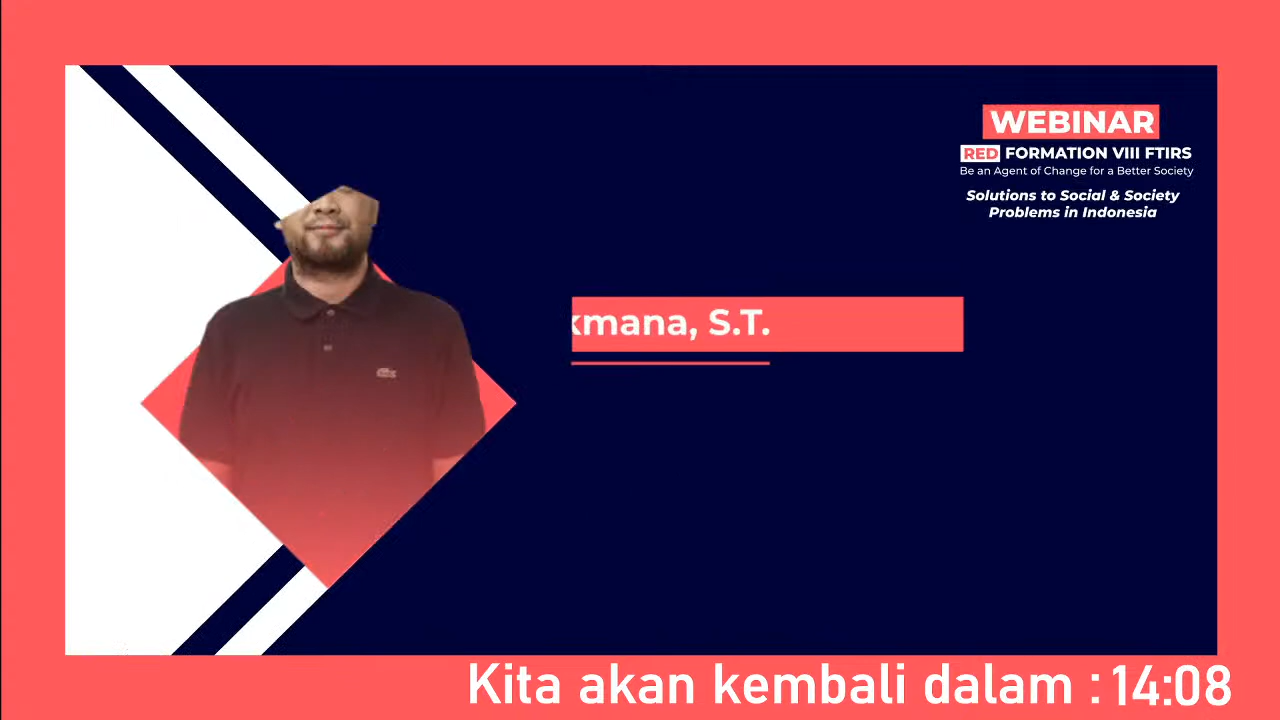 WEBINAR
RED FORMATION VIII FTIRS
Be an Agent of Change for a Better Society
Solutions to Social & Society
Problems in Indonesia
kmana, S.T.
Kita akan kembali dalam : 14:08